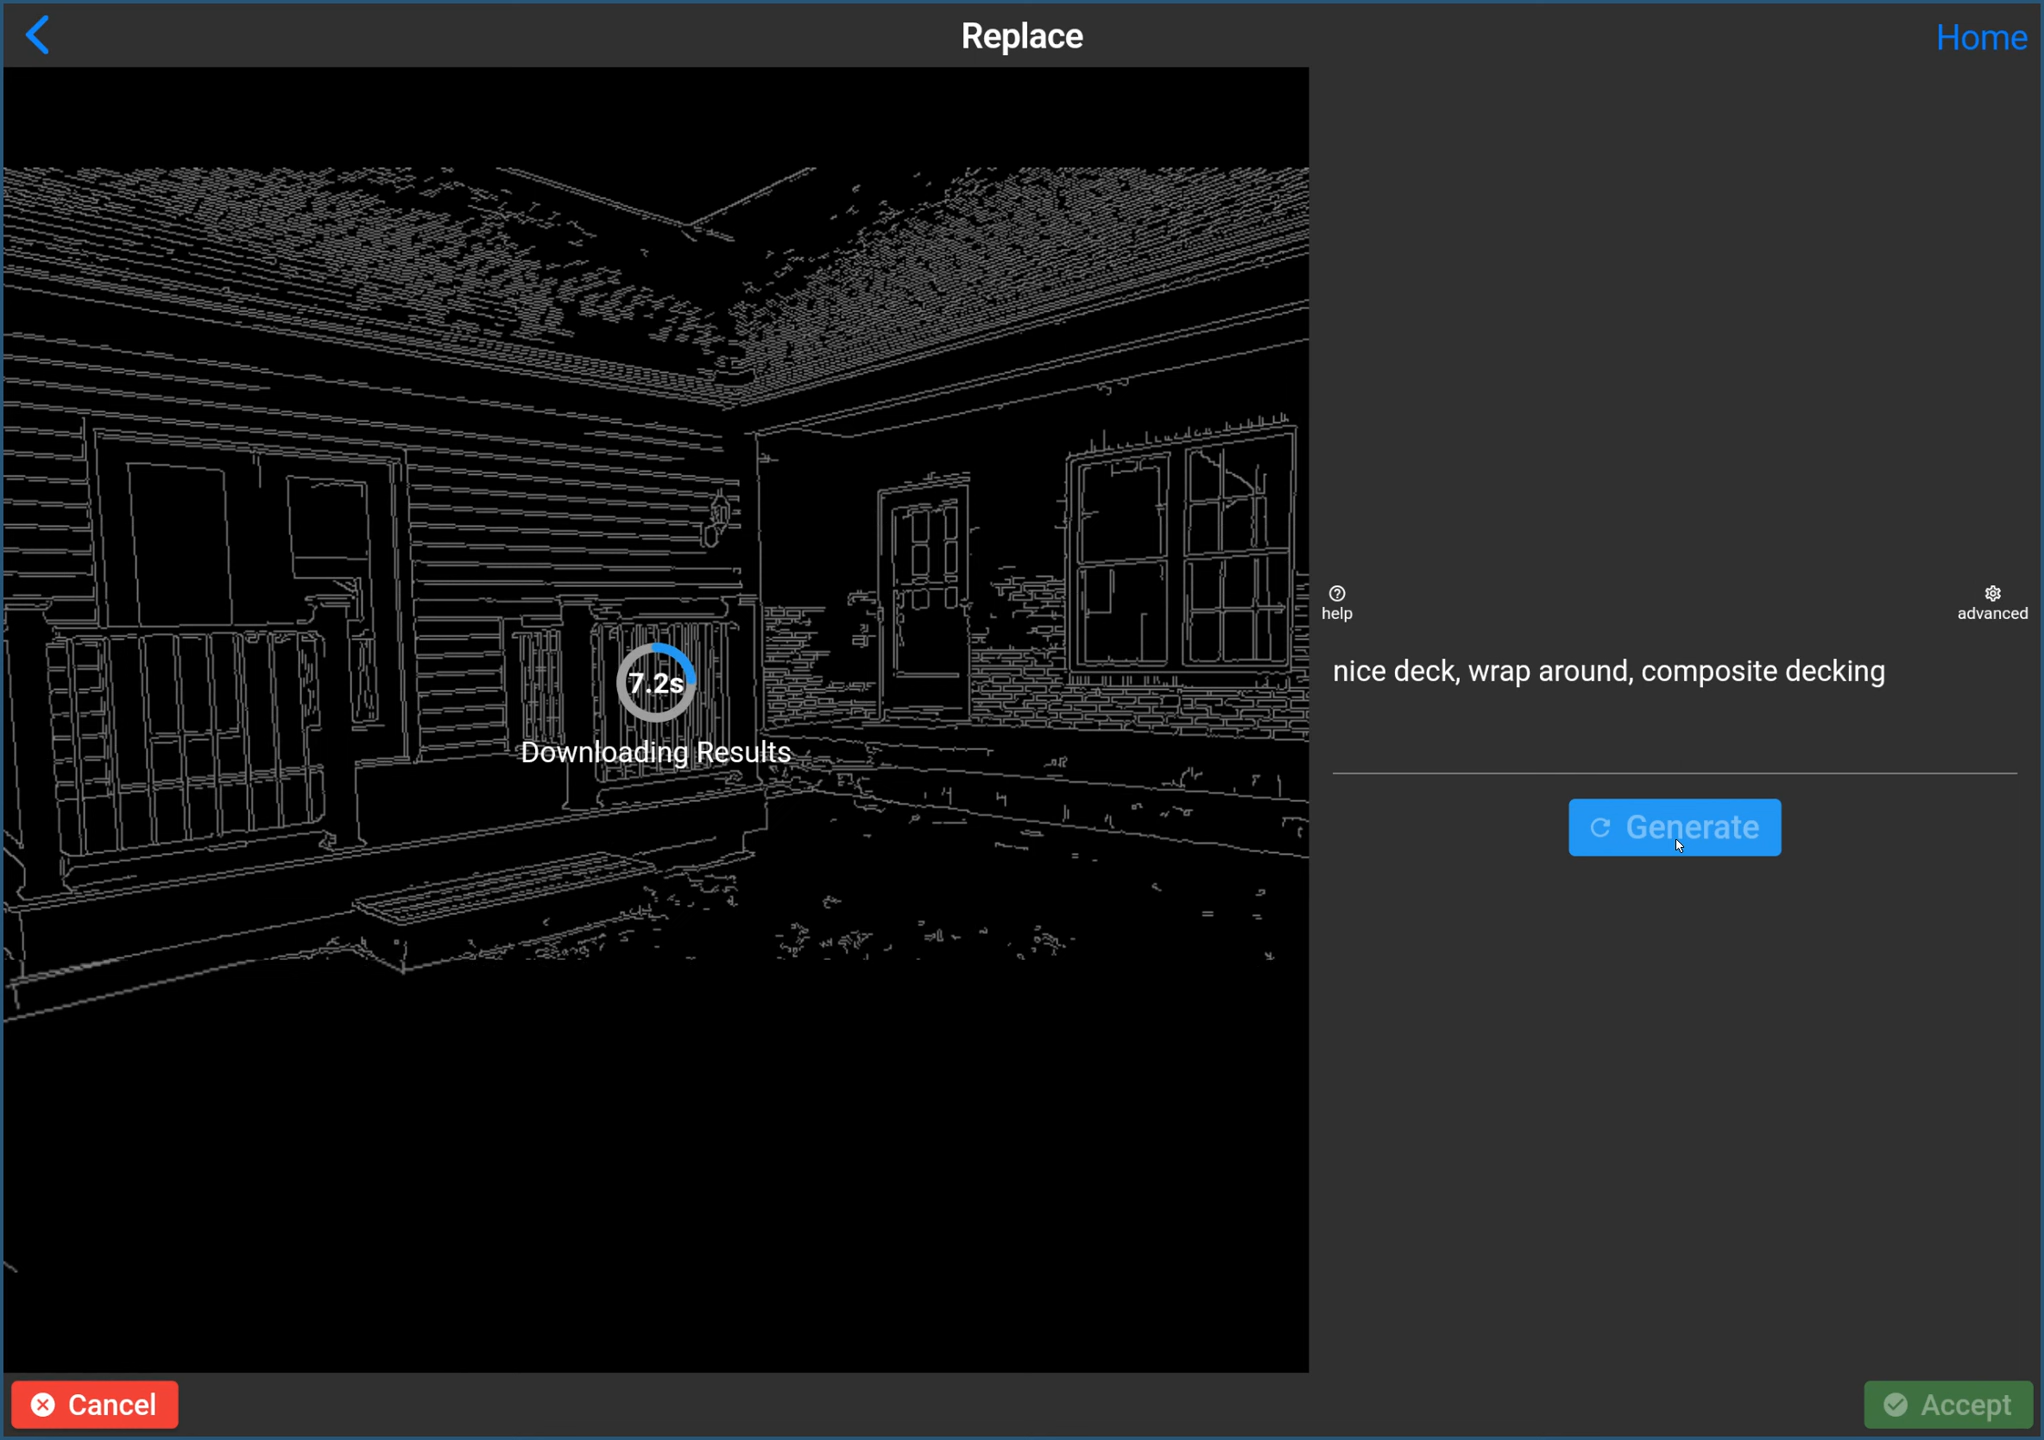 Replace
Home
help
advanced
nice deck, wrap around, composite decking
7.2s
Downloading Results
Generate
Cancel
Accept